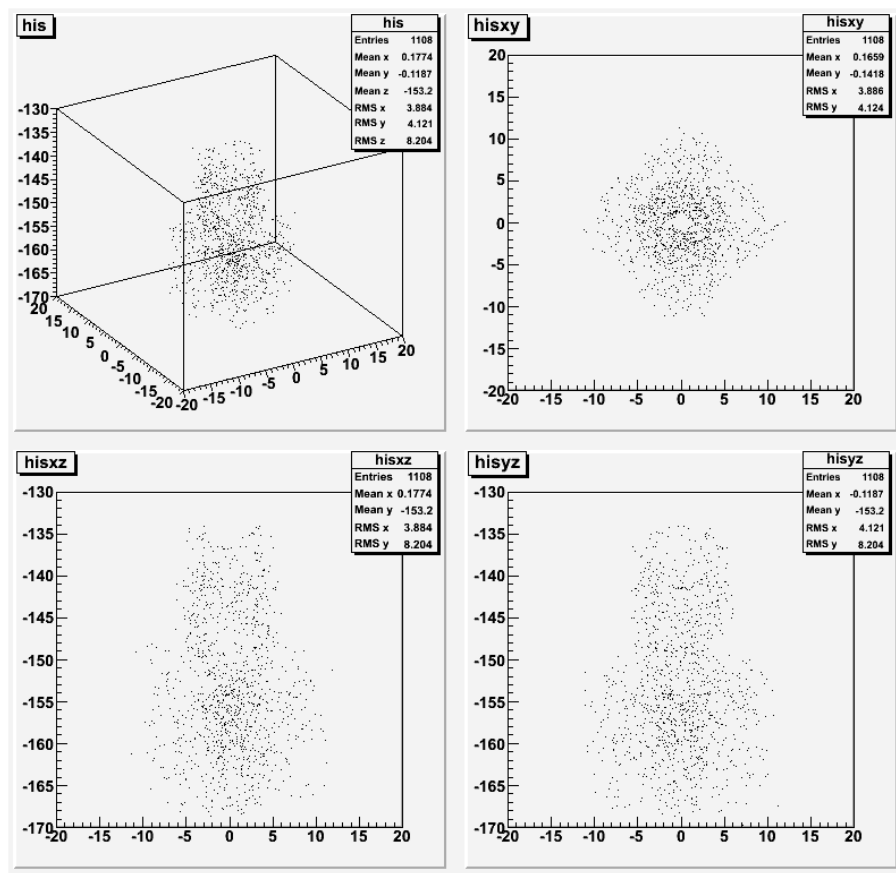 his
his
Entries 1108
Mean x 0.1774
Mean y -0.1187
Mean z -153.2
RMS x 3.884
RMS y 4.121
RMS z 8.204
-130
-135
-140
-145
-150
-155
-160
-165
-170
20
15
10
5
0
-5
-10
-15
-20
-20
-15
-10
-5
0
5
10
15
20
hisxy
hisxy
Entries 1108
Mean x 0.1659
Mean y -0.1418
RMS x 3.886
RMS y 4.124
20
15
10
5
0
-5
-10
-15
-20
-20 -15 -10 -5 0 5 10 15 20
hisxz
hisxz
Entries 1108
Mean x 0.1774
Mean y -153.2
RMS x 3.884
RMS y 8.204
-130
-135
-140
-145
-150
-155
-160
-165
-170
-20 -15 -10 -5 0 5 10 15 20
hisyz
hisyz
Entries 1108
Mean x -0.1187
Mean y -153.2
RMS x 4.121
RMS y 8.204
-130
-135
-140
-145
-150
-155
-160
-165
-170
-20 -15 -10 -5 0 5 10 15 20